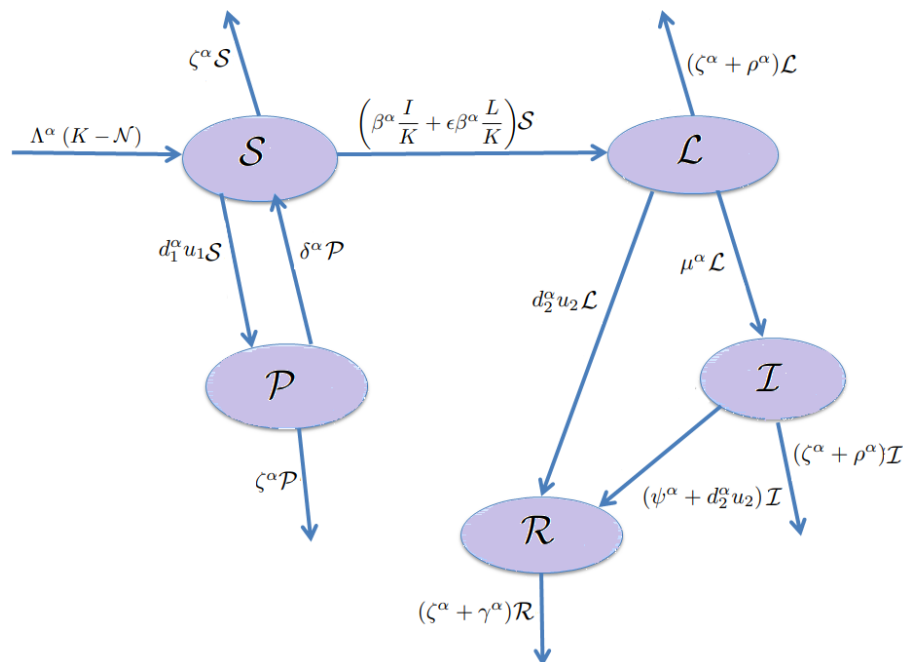 ζ^α 𝒮
(ζ^α + ρ^α)ℒ
Λ^α (K − 𝒩)
(β^α I/K + εβ^α L/K)𝒮
𝒮
ℒ
d_1^α u_1 𝒮
δ^α 𝒫
d_2^α u_2 ℒ
μ^α ℒ
𝒫
ℐ
ζ^α 𝒫
(ζ^α + ρ^α)ℐ
(ψ^α + d_2^α u_2)ℐ
ℛ
(ζ^α + γ^α)ℛ